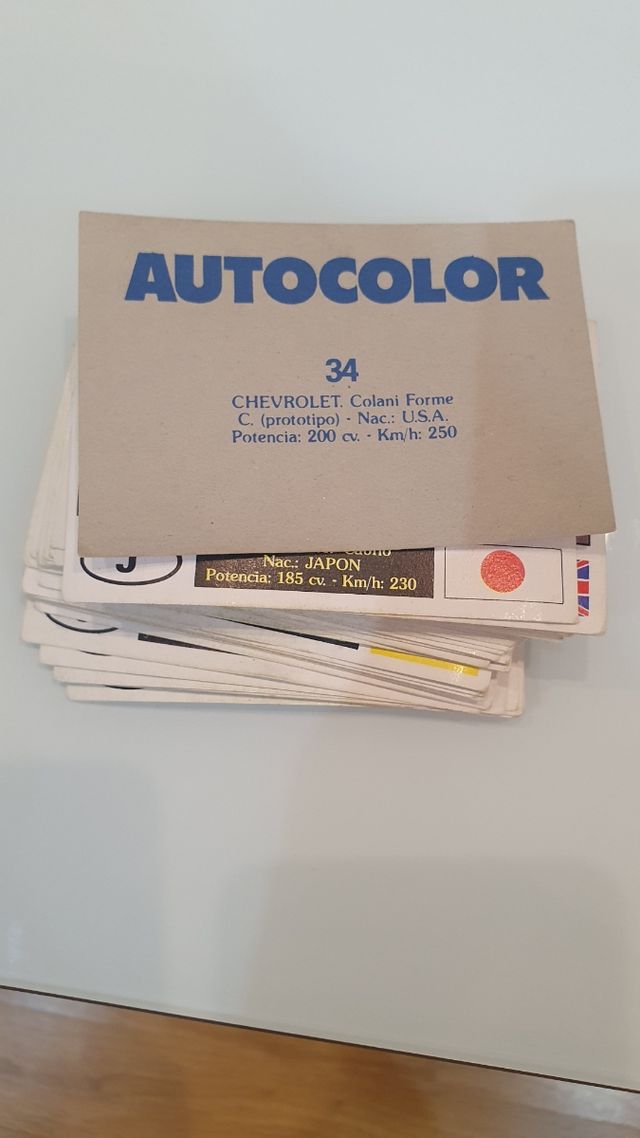 AUTOCOLOR
34
CHEVROLET. Colani Forme
C. (prototipo) - Nac.: U.S.A.
Potencia: 200 cv. - Km/h: 250
J
Nac.: JAPON
Potencia: 185 cv. - Km/h: 230